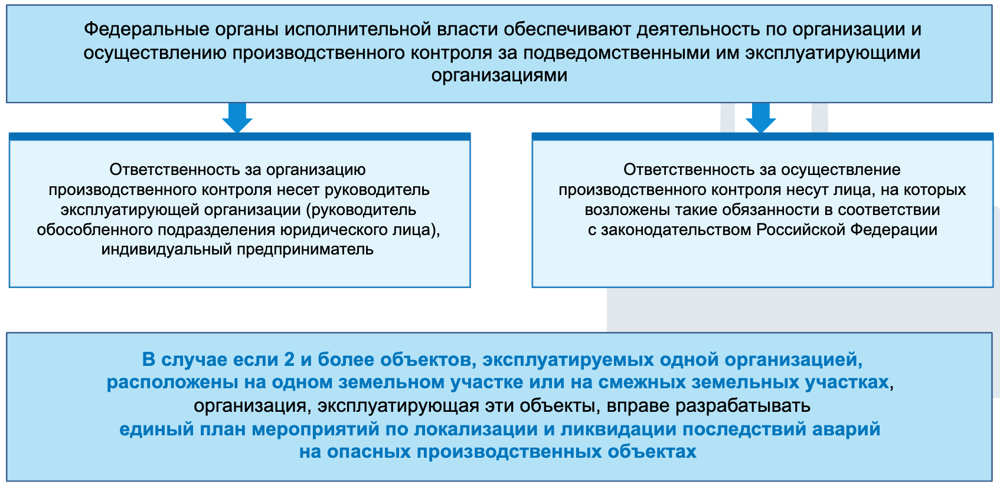 Федеральные органы исполнительной власти обеспечивают деятельность по организации и
осуществлению производственного контроля за подведомственными им эксплуатирующими
организациями
Ответственность за организацию
производственного контроля несет руководитель
эксплуатирующей организации (руководитель
обособленного подразделения юридического лица),
индивидуальный предприниматель
Ответственность за осуществление
производственного контроля несут лица, на которых
возложены такие обязанности в соответствии
с законодательством Российской Федерации
В случае если 2 и более объектов, эксплуатируемых одной организацией,
расположены на одном земельном участке или на смежных земельных участках,
организация, эксплуатирующая эти объекты, вправе разрабатывать
единый план мероприятий по локализации и ликвидации последствий аварий
на опасных производственных объектах